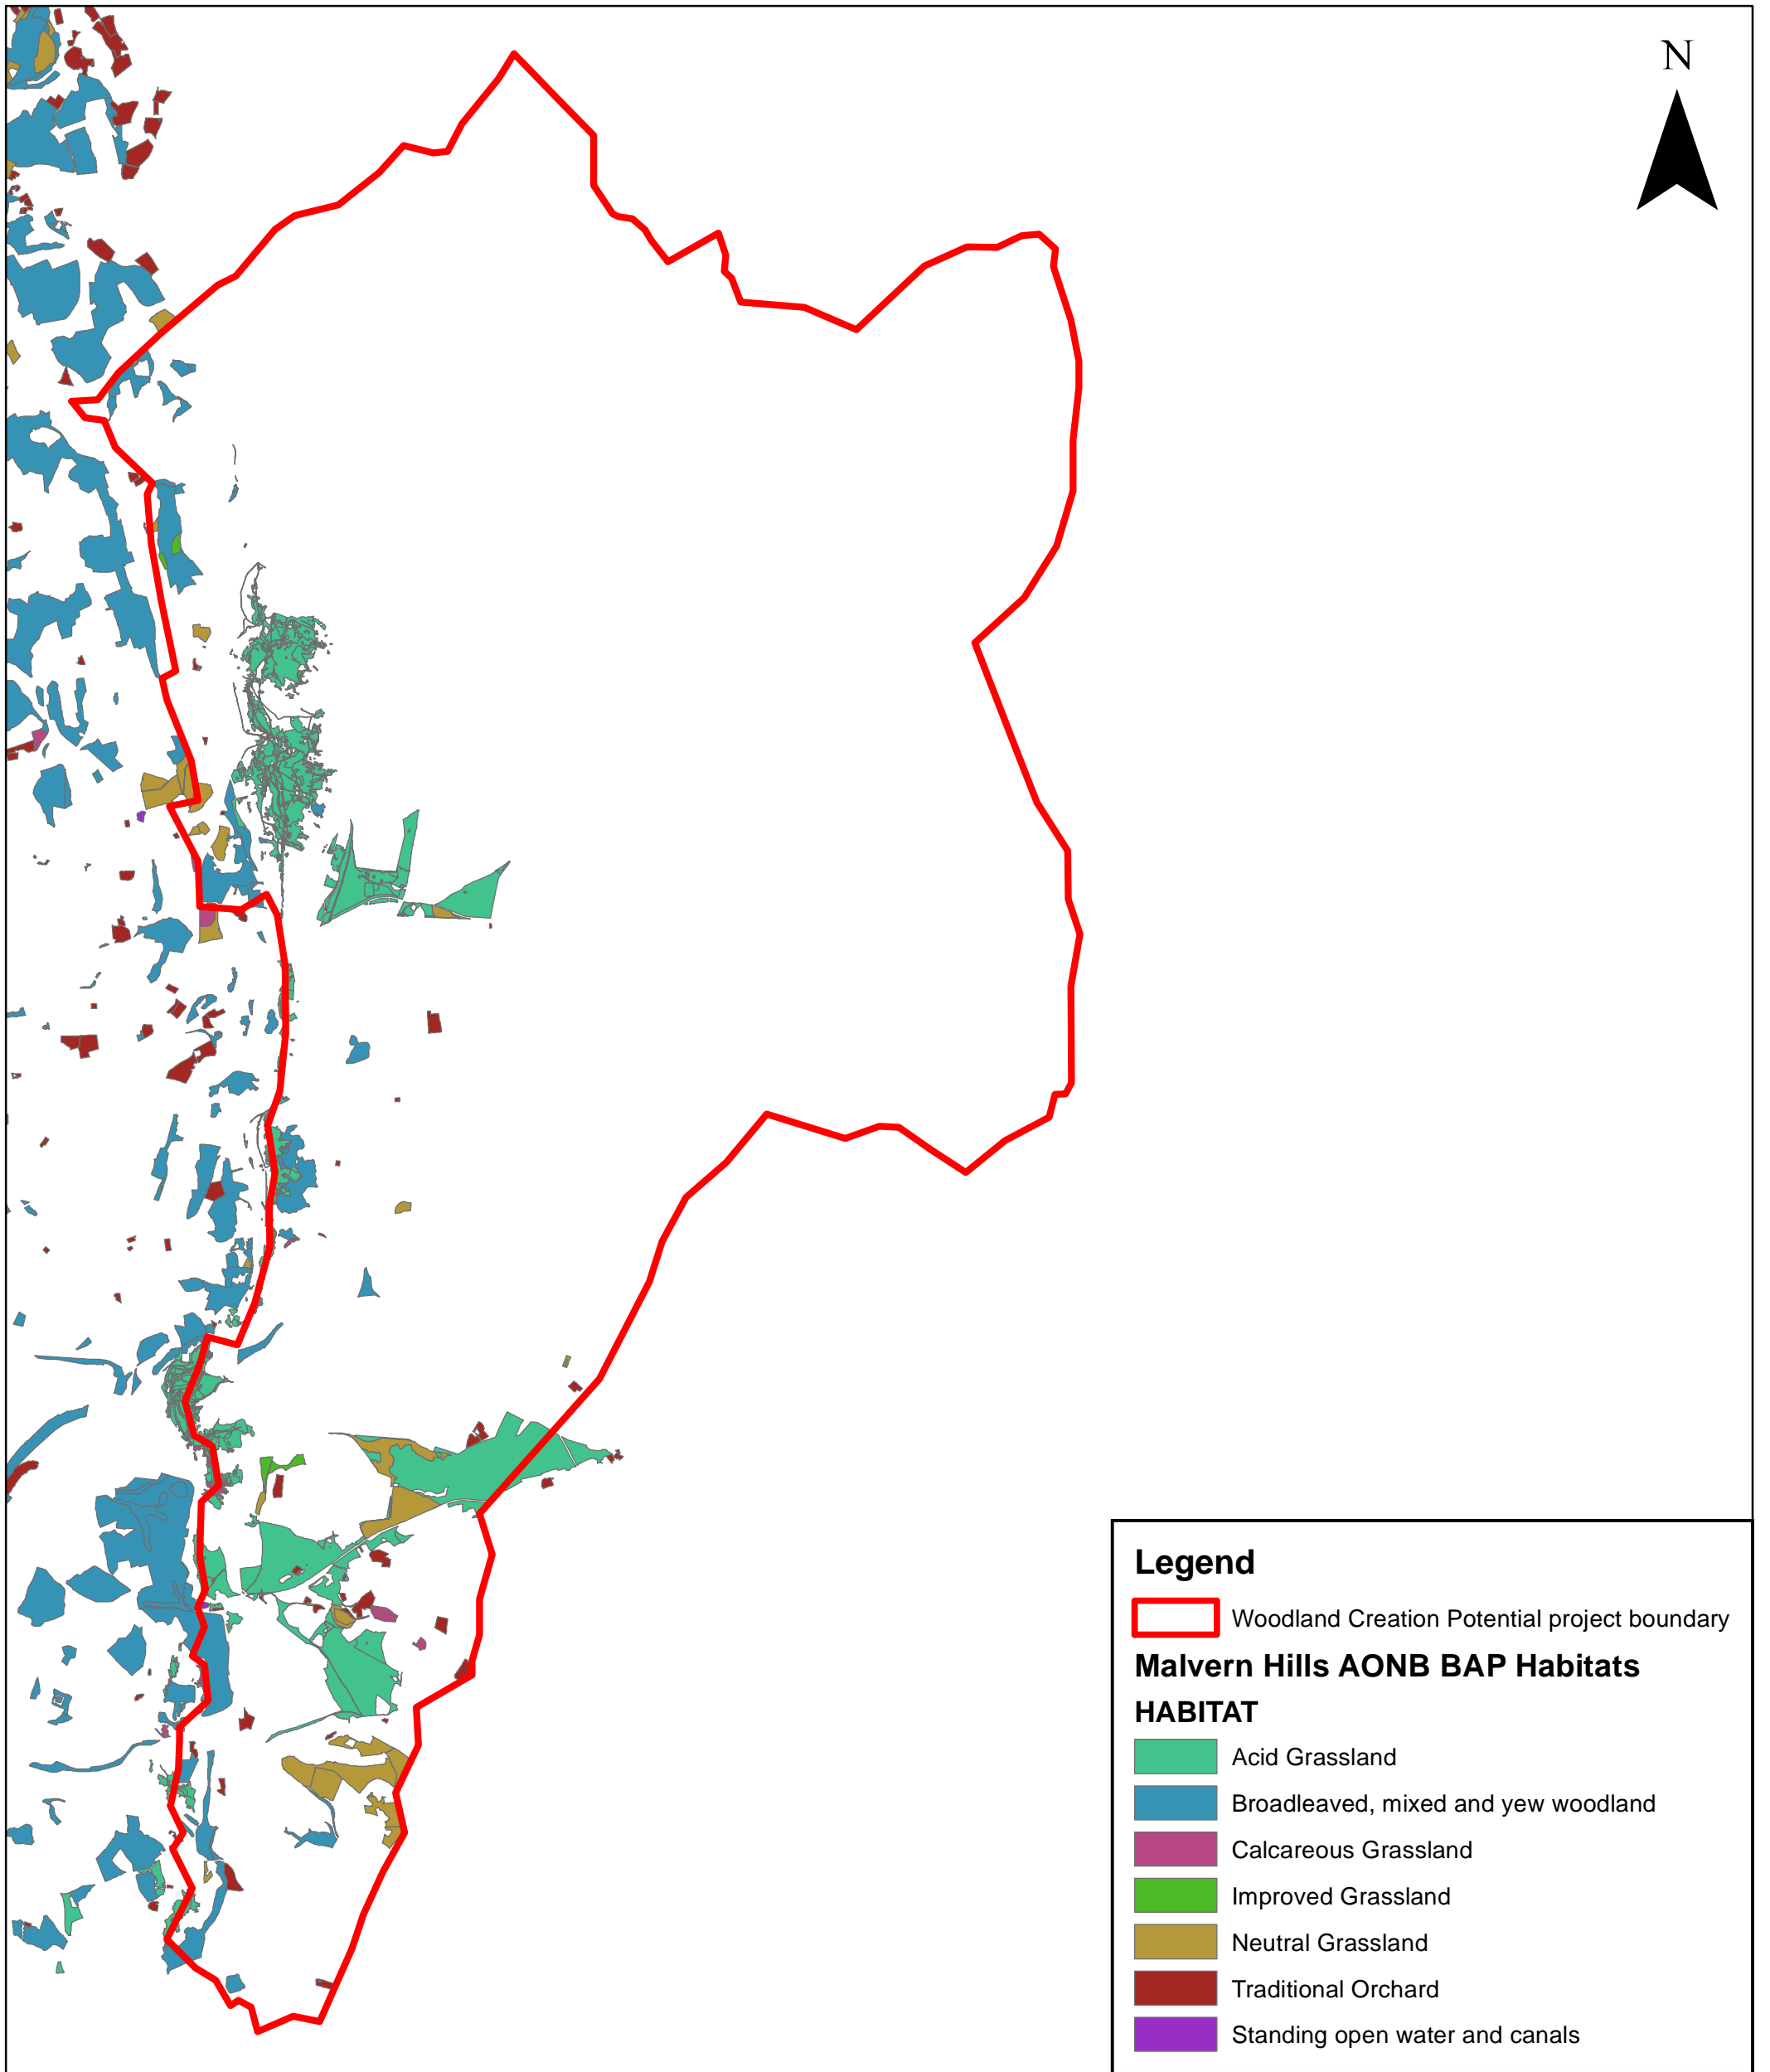 N
Legend
Woodland Creation Potential project boundary
Malvern Hills AONB BAP Habitats
HABITAT
Acid Grassland
Broadleaved, mixed and yew woodland
Calcareous Grassland
Improved Grassland
Neutral Grassland
Traditional Orchard
Standing open water and canals